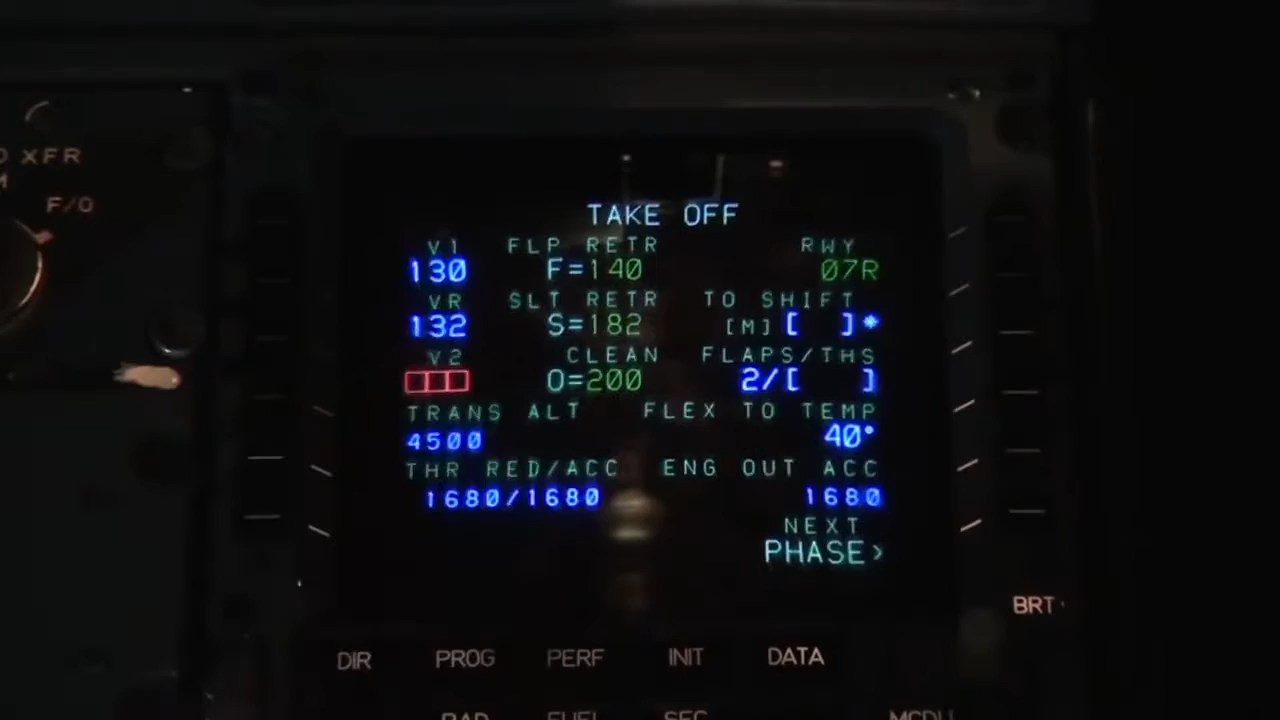 XFR
F/O
TAKE OFF
V1 FLP RETR RWY
130 F=140 07R
VR SLT RETR TO SHIFT
132 S=182 [M][ ]*
V2 CLEAN FLAPS/THS
O=200 2/[ ]
TRANS ALT FLEX TO TEMP
4500 40°
THR RED/ACC ENG OUT ACC
1680/1680 1680
NEXT
PHASE>
BRT
DIR PROG PERF INIT DATA
RAD FUEL SEC MCDU